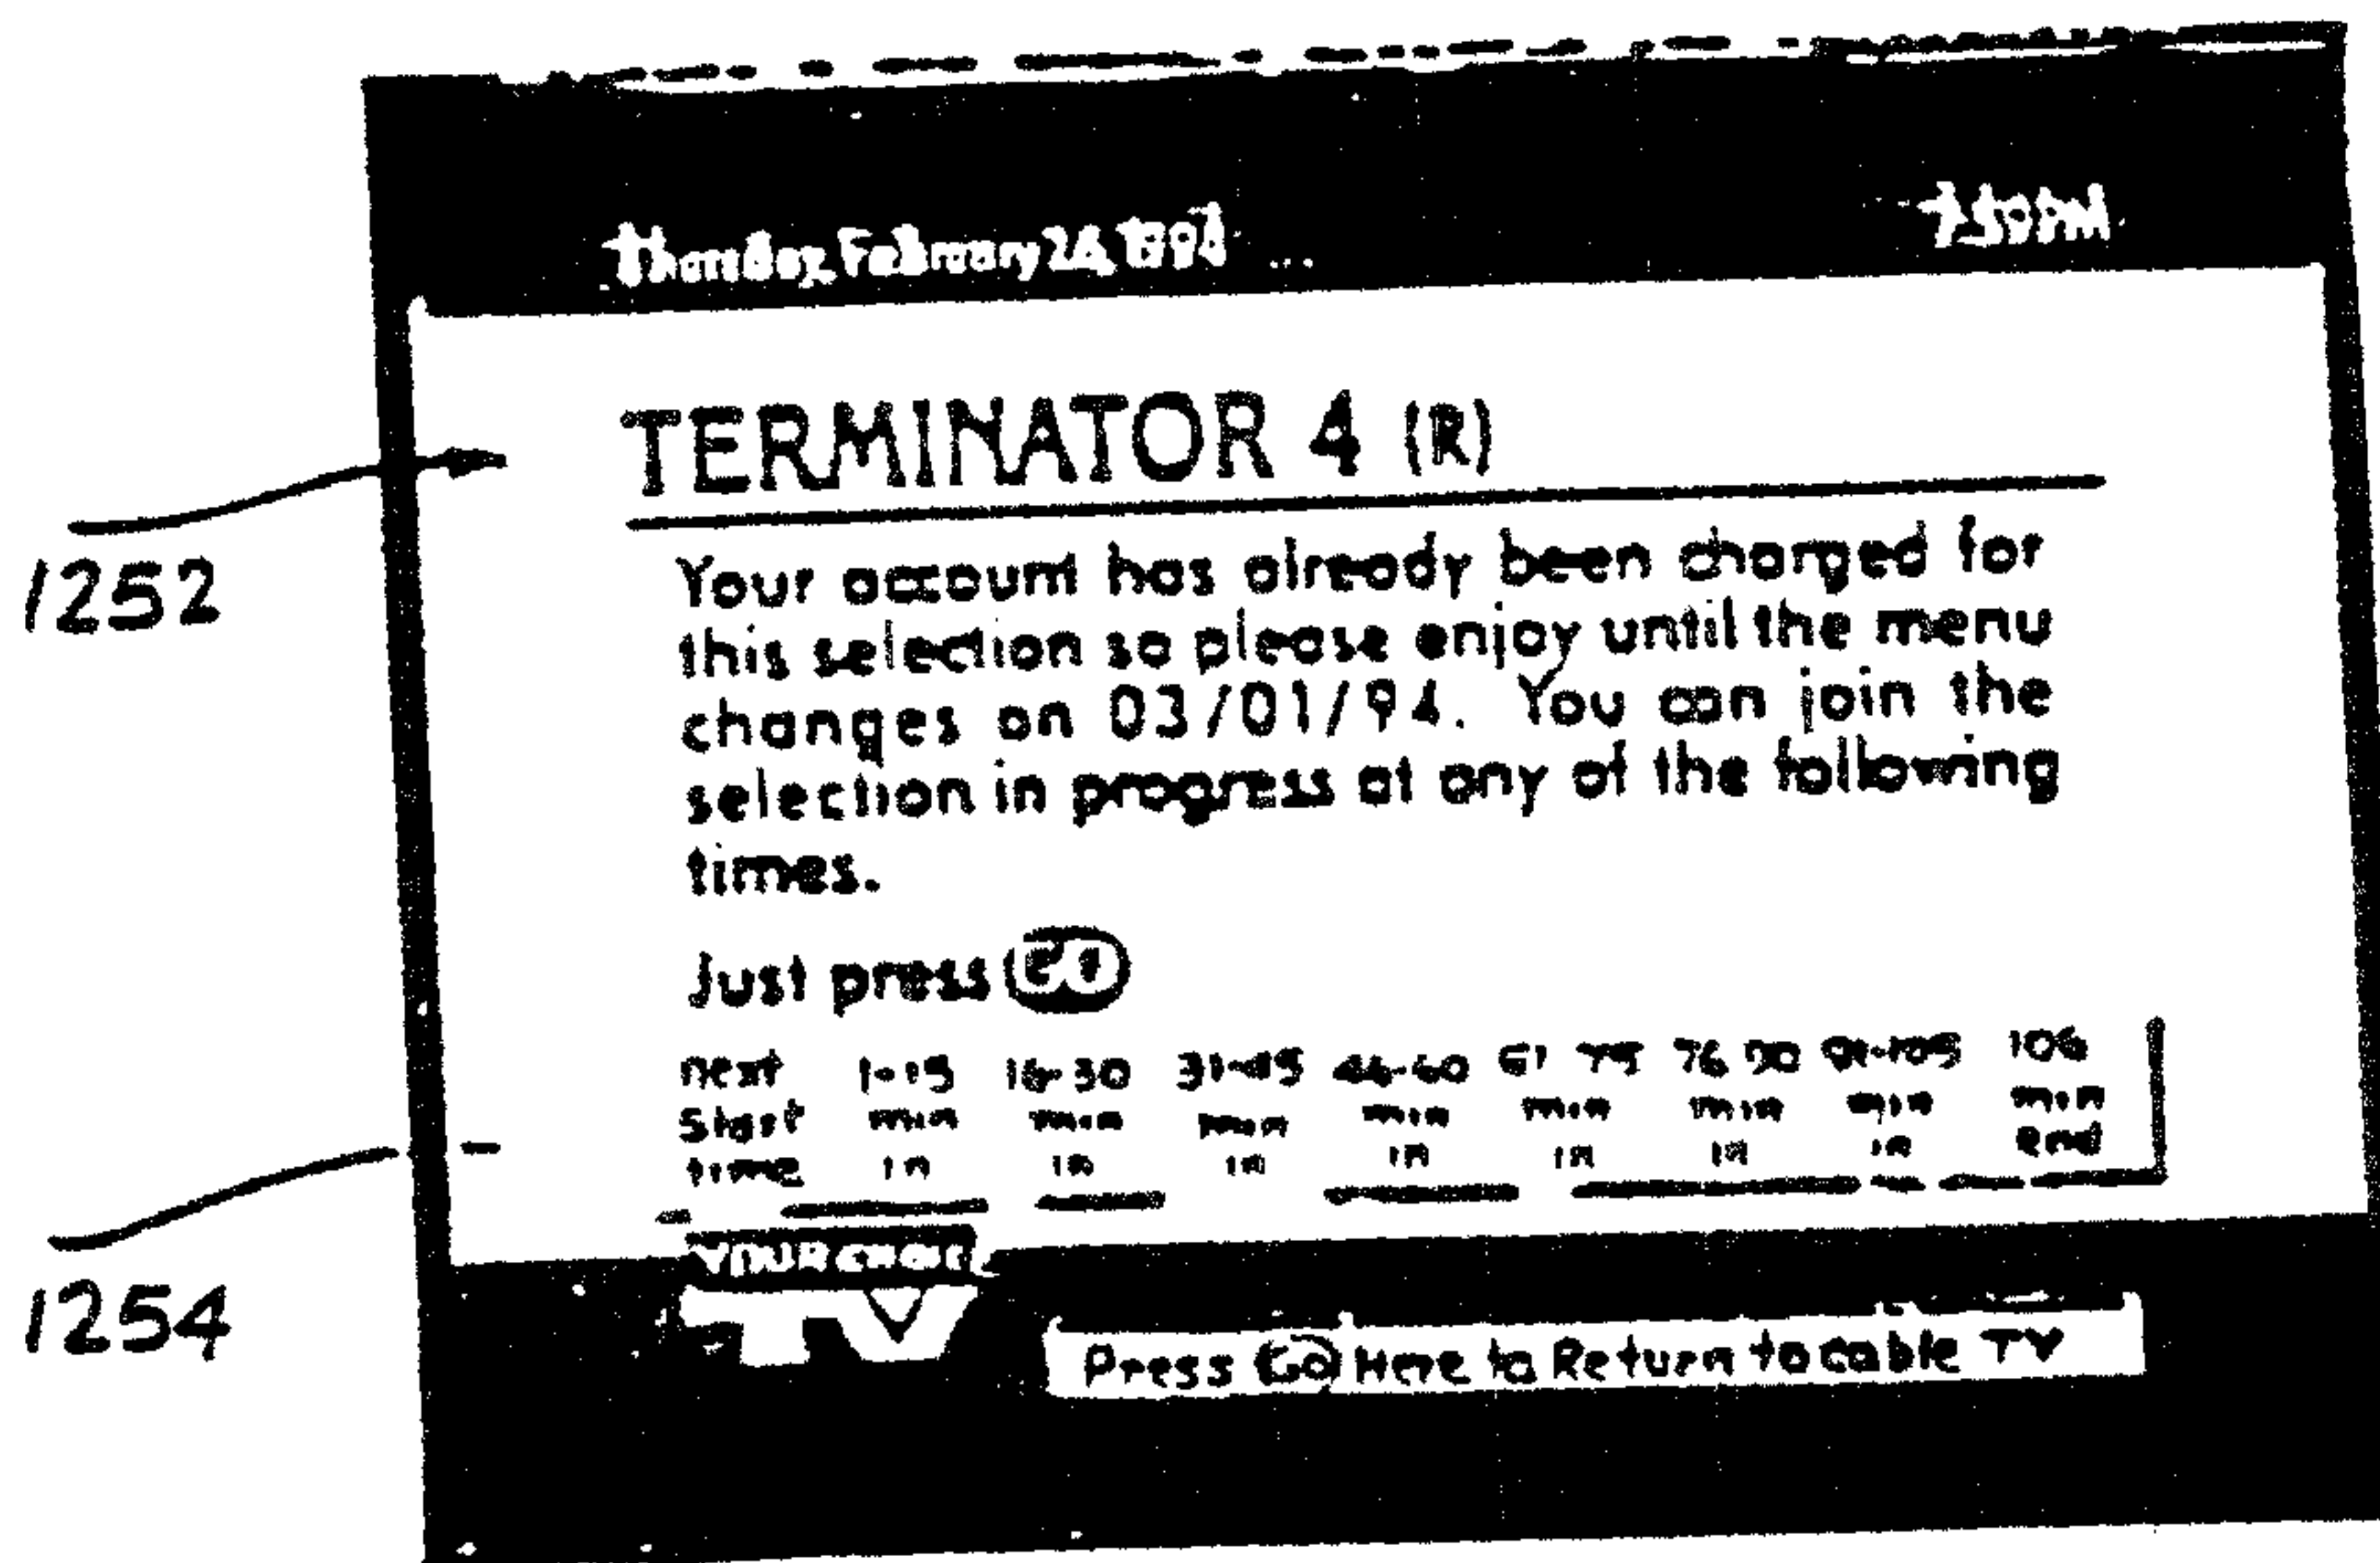 Thursday, February 24, 1994
TERMINATOR 4 (R)
1252
Your account has already been charged for
this selection so please enjoy until the menu
changes on 03/01/94. You can join the
selection in progress at any of the following
times.
Just press GO
next 1-15 16-30 31-45 46-60 61 75 76 90 91-105 106
Start min min min min min min min min
time in in in in in in in end
1254
YOUR CHOICE
TV
Press GO Here to Return to cable TV